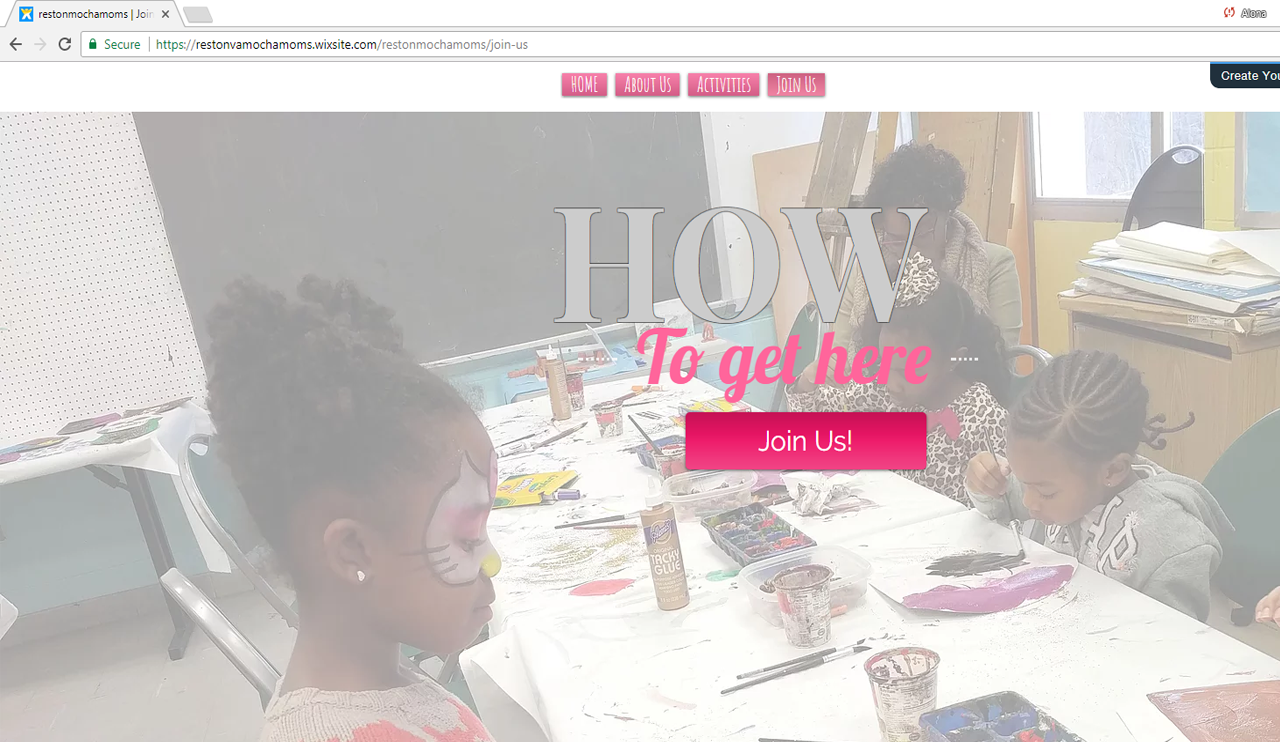 restonmochamoms | Join
Alona
Secure
https://restonvamochamoms.wixsite.com/restonmochamoms/join-us
HOME About Us Activities Join Us
Create You
HOW
To get here
Join Us!
TACKY
GLUE